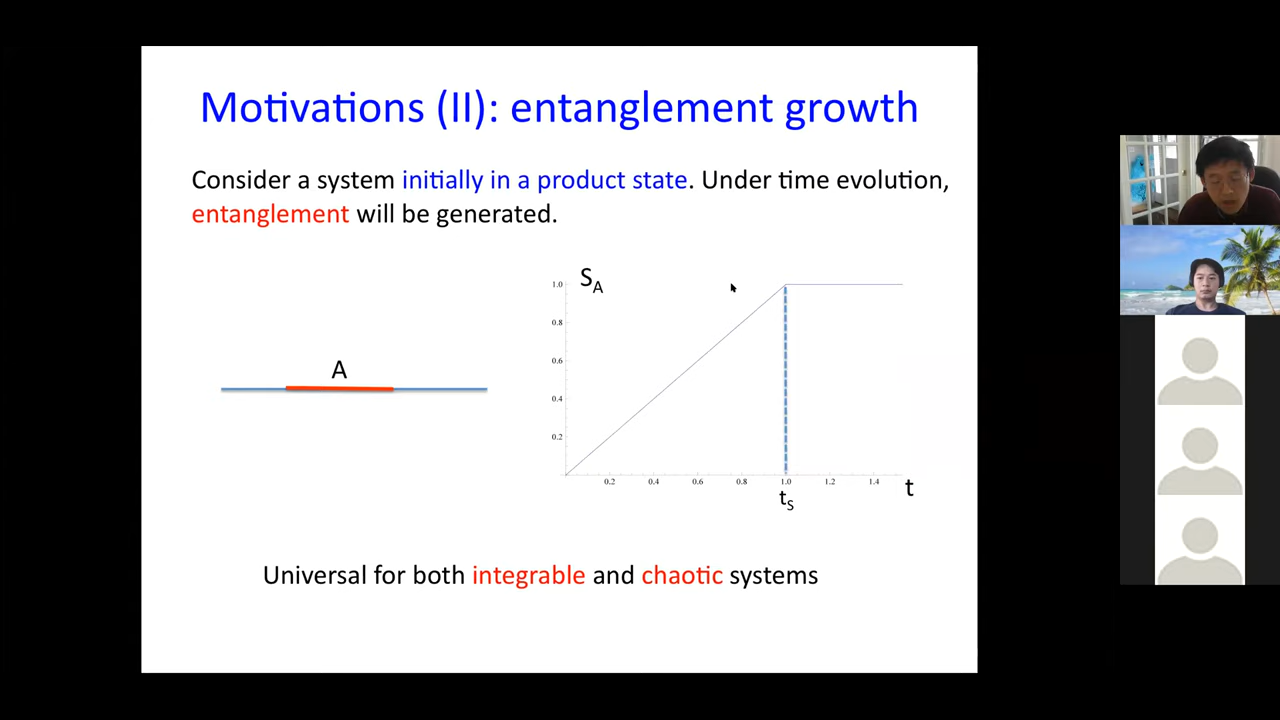 Motivations (II): entanglement growth
Consider a system initially in a product state. Under time evolution,
entanglement will be generated.
A
S_A
1.0
0.8
0.6
0.4
0.2
0.2 0.4 0.6 0.8 1.0 1.2 1.4
t
t_S
Universal for both integrable and chaotic systems